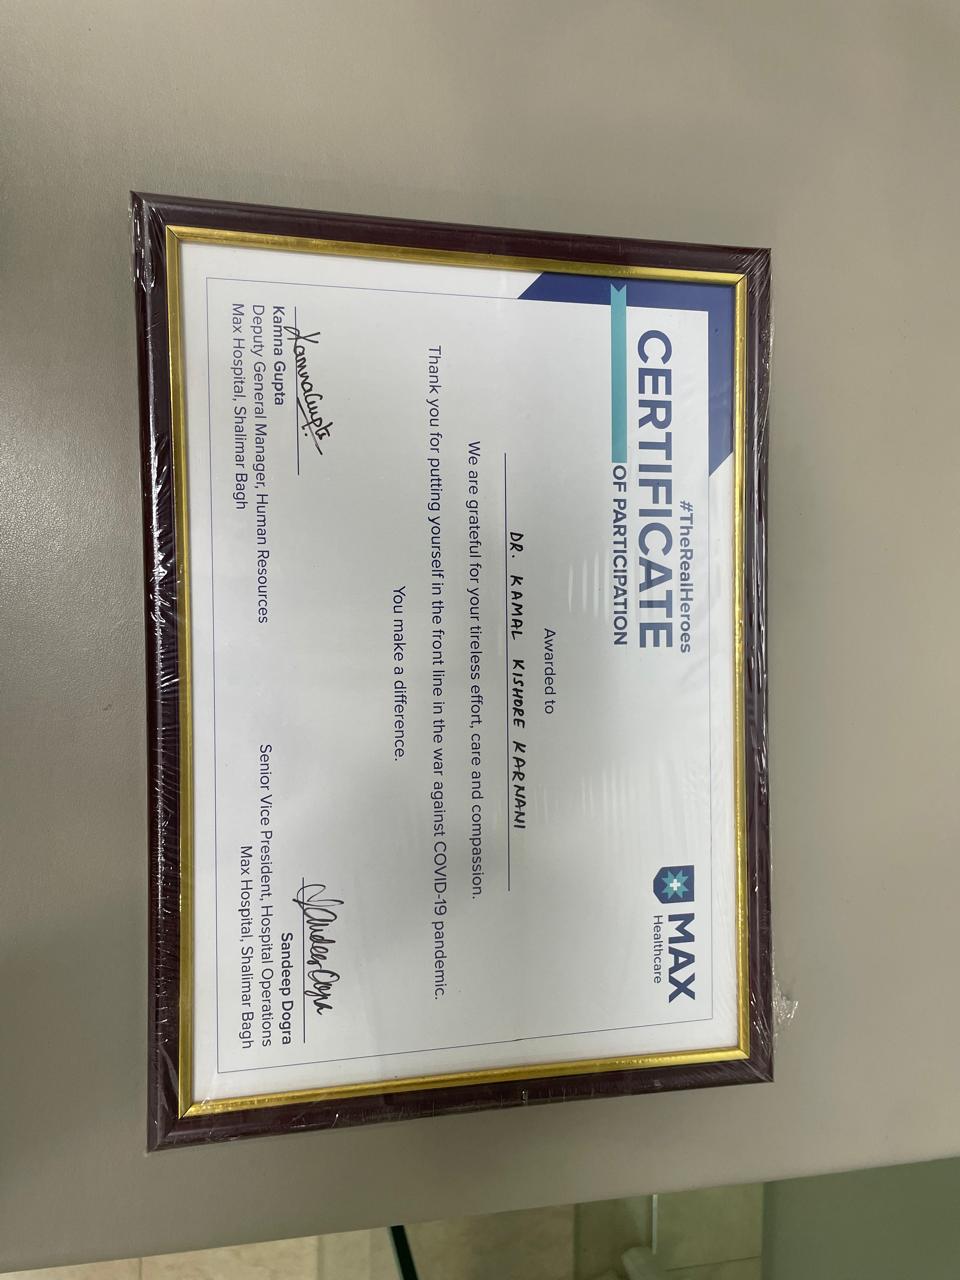 #TheRealHeroes
CERTIFICATE
OF PARTICIPATION
MAX
Healthcare
Awarded to
DR. KAMAL KISHORE KARNANI
We are grateful for your tireless effort, care and compassion.
Thank you for putting yourself in the front line in the war against COVID-19 pandemic.
You make a difference.
KamnaGupta
Kamna Gupta
Deputy General Manager, Human Resources
Max Hospital, Shalimar Bagh
Sandeep Dogra
Sandeep Dogra
Senior Vice President, Hospital Operations
Max Hospital, Shalimar Bagh